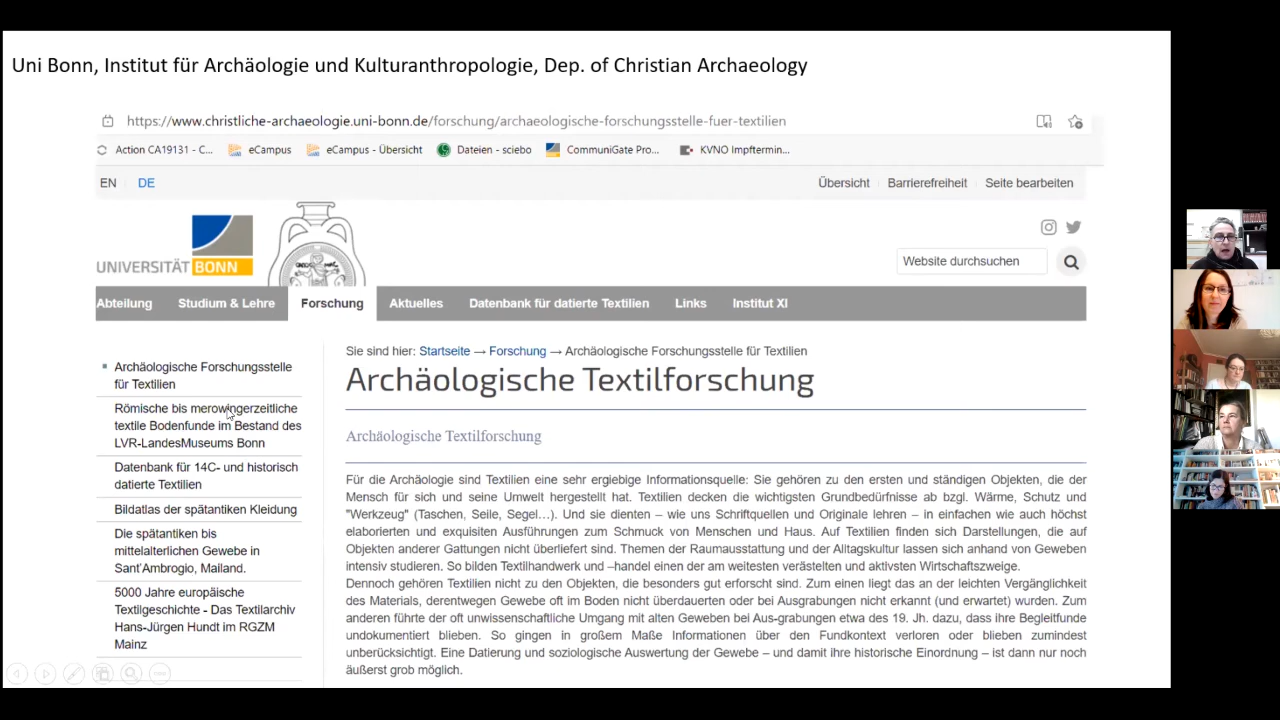 Uni Bonn, Institut für Archäologie und Kulturanthropologie, Dep. of Christian Archaeology
https://www.christliche-archaeologie.uni-bonn.de/forschung/archaeologische-forschungsstelle-fuer-textilien
Action CA19131 - C... eCampus eCampus - Übersicht Dateien - sciebo CommuniGate Pro... KVNO Impftermin...
EN DE Übersicht Barrierefreiheit Seite bearbeiten
UNIVERSITÄT BONN
Website durchsuchen
Abteilung Studium & Lehre Forschung Aktuelles Datenbank für datierte Textilien Links Institut XI
Archäologische Forschungsstelle
für Textilien
Römische bis merowingerzeitliche
textile Bodenfunde im Bestand des
LVR-LandesMuseums Bonn
Datenbank für 14C- und historisch
datierte Textilien
Bildatlas der spätantiken Kleidung
Die spätantiken bis
mittelalterlichen Gewebe in
Sant'Ambrogio, Mailand.
5000 Jahre europäische
Textilgeschichte - Das Textilarchiv
Hans-Jürgen Hundt im RGZM
Mainz
Sie sind hier: Startseite → Forschung → Archäologische Forschungsstelle für Textilien
Archäologische Textilforschung
Archäologische Textilforschung
Für die Archäologie sind Textilien eine sehr ergiebige Informationsquelle: Sie gehören zu den ersten und ständigen Objekten, die der
Mensch für sich und seine Umwelt hergestellt hat. Textilien decken die wichtigsten Grundbedürfnisse ab bzgl. Wärme, Schutz und
"Werkzeug" (Taschen, Seile, Segel…). Und sie dienten – wie uns Schriftquellen und Originale lehren – in einfachen wie auch höchst
elaborierten und exquisiten Ausführungen zum Schmuck von Menschen und Haus. Auf Textilien finden sich Darstellungen, die auf
Objekten anderer Gattungen nicht überliefert sind. Themen der Raumausstattung und der Alltagskultur lassen sich anhand von Geweben
intensiv studieren. So bilden Textilhandwerk und –handel einen der am weitesten verteilten und aktivsten Wirtschaftszweige.
Dennoch gehören Textilien nicht zu den Objekten, die besonders gut erforscht sind. Zum einen liegt das an der leichten Vergänglichkeit
des Materials, derentwegen Gewebe oft im Boden nicht überdauerten oder bei Ausgrabungen nicht erkannt (und erwartet) wurden. Zum
anderen führte der oft unwissenschaftliche Umgang mit alten Geweben bei Aus-grabungen etwa des 19. Jh. dazu, dass ihre Begleitfunde
undokumentiert blieben. So gingen in großem Maße Informationen über den Fundkontext verloren oder blieben zumindest
unberücksichtigt. Eine Datierung und soziologische Auswertung der Gewebe – und damit ihre historische Einordnung – ist dann nur noch
äußerst grob möglich.